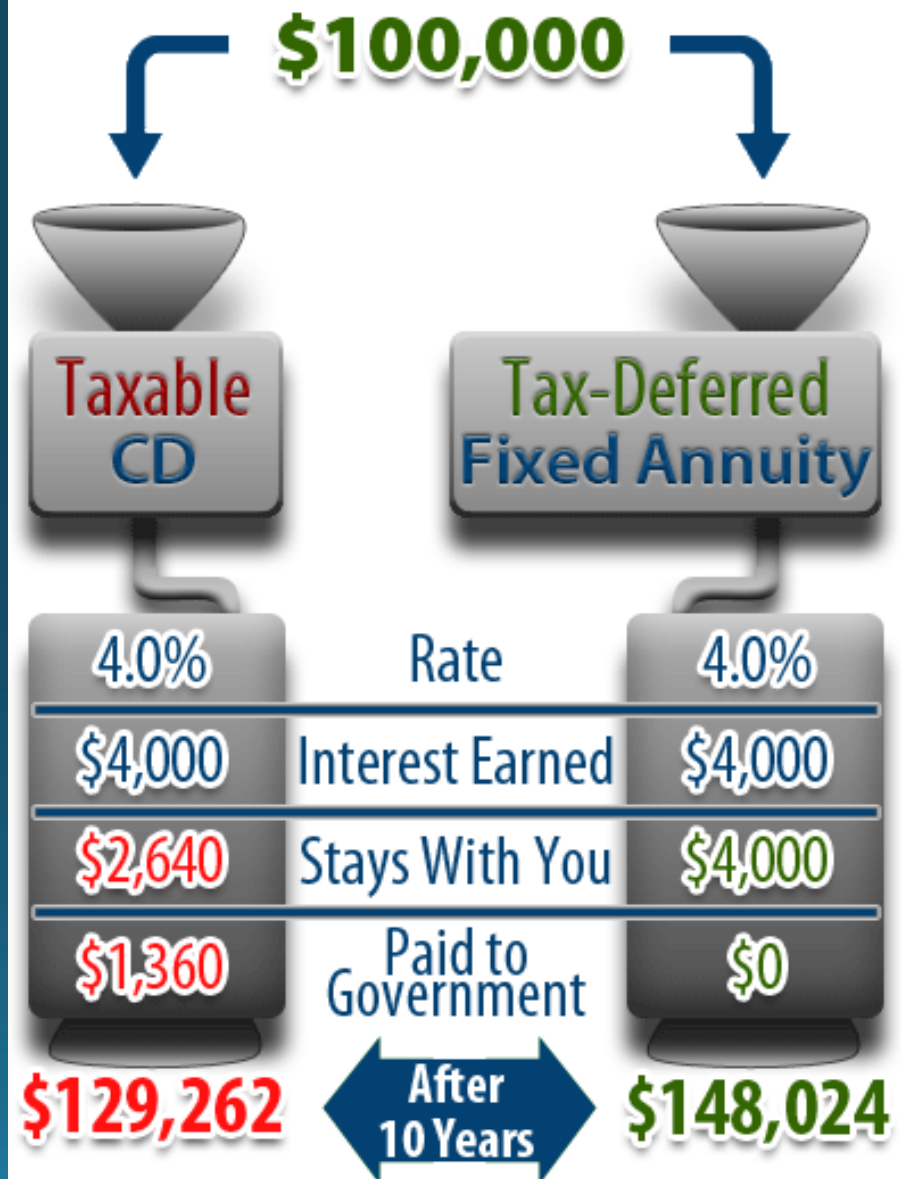 $100,000
Taxable
CD
Tax-Deferred
Fixed Annuity
4.0% Rate 4.0%
$4,000 Interest Earned $4,000
$2,640 Stays With You $4,000
$1,360 Paid to
Government $0
$129,262 After
10 Years $148,024